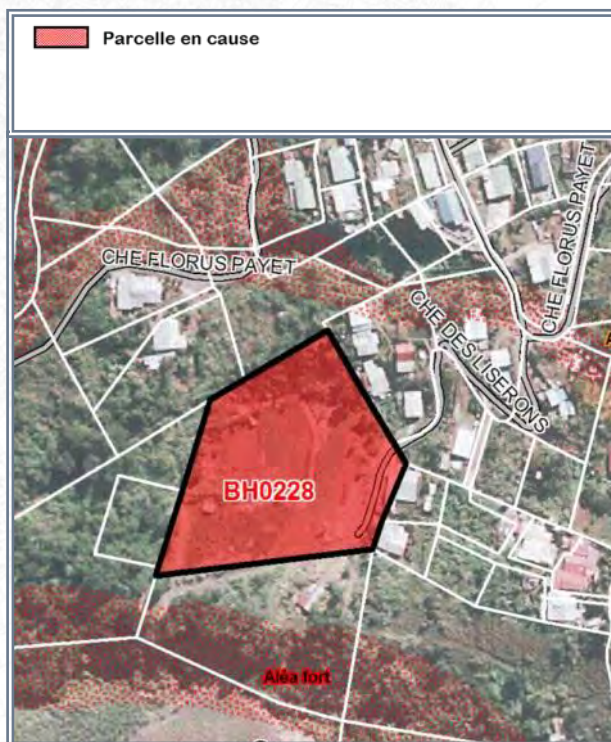 Parcelle en cause
CHE FLORUS PAYET
CHE FLORUS PAYET
CHE DES LISERONS
BH0228
Aléa fort